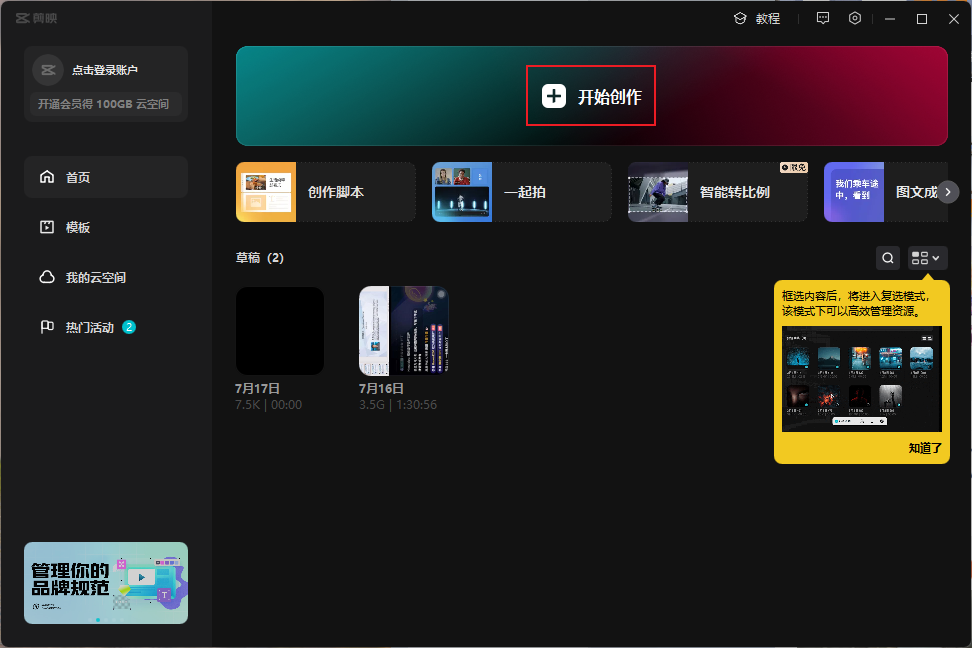 剪映
教程
点击登录账户
开通会员得 100GB 云空间
首页
模板
我的云空间
热门活动 2
开始创作
创作脚本
一起拍
限免
智能转比例
我们乘车途
中，看到
图文成
草稿（2）
7月17日
7.5K | 00:00
7月16日
3.5G | 1:30:56
框选内容后，将进入复选模式，
该模式下可以高效管理资源。
知道了
管理你的
品牌规范